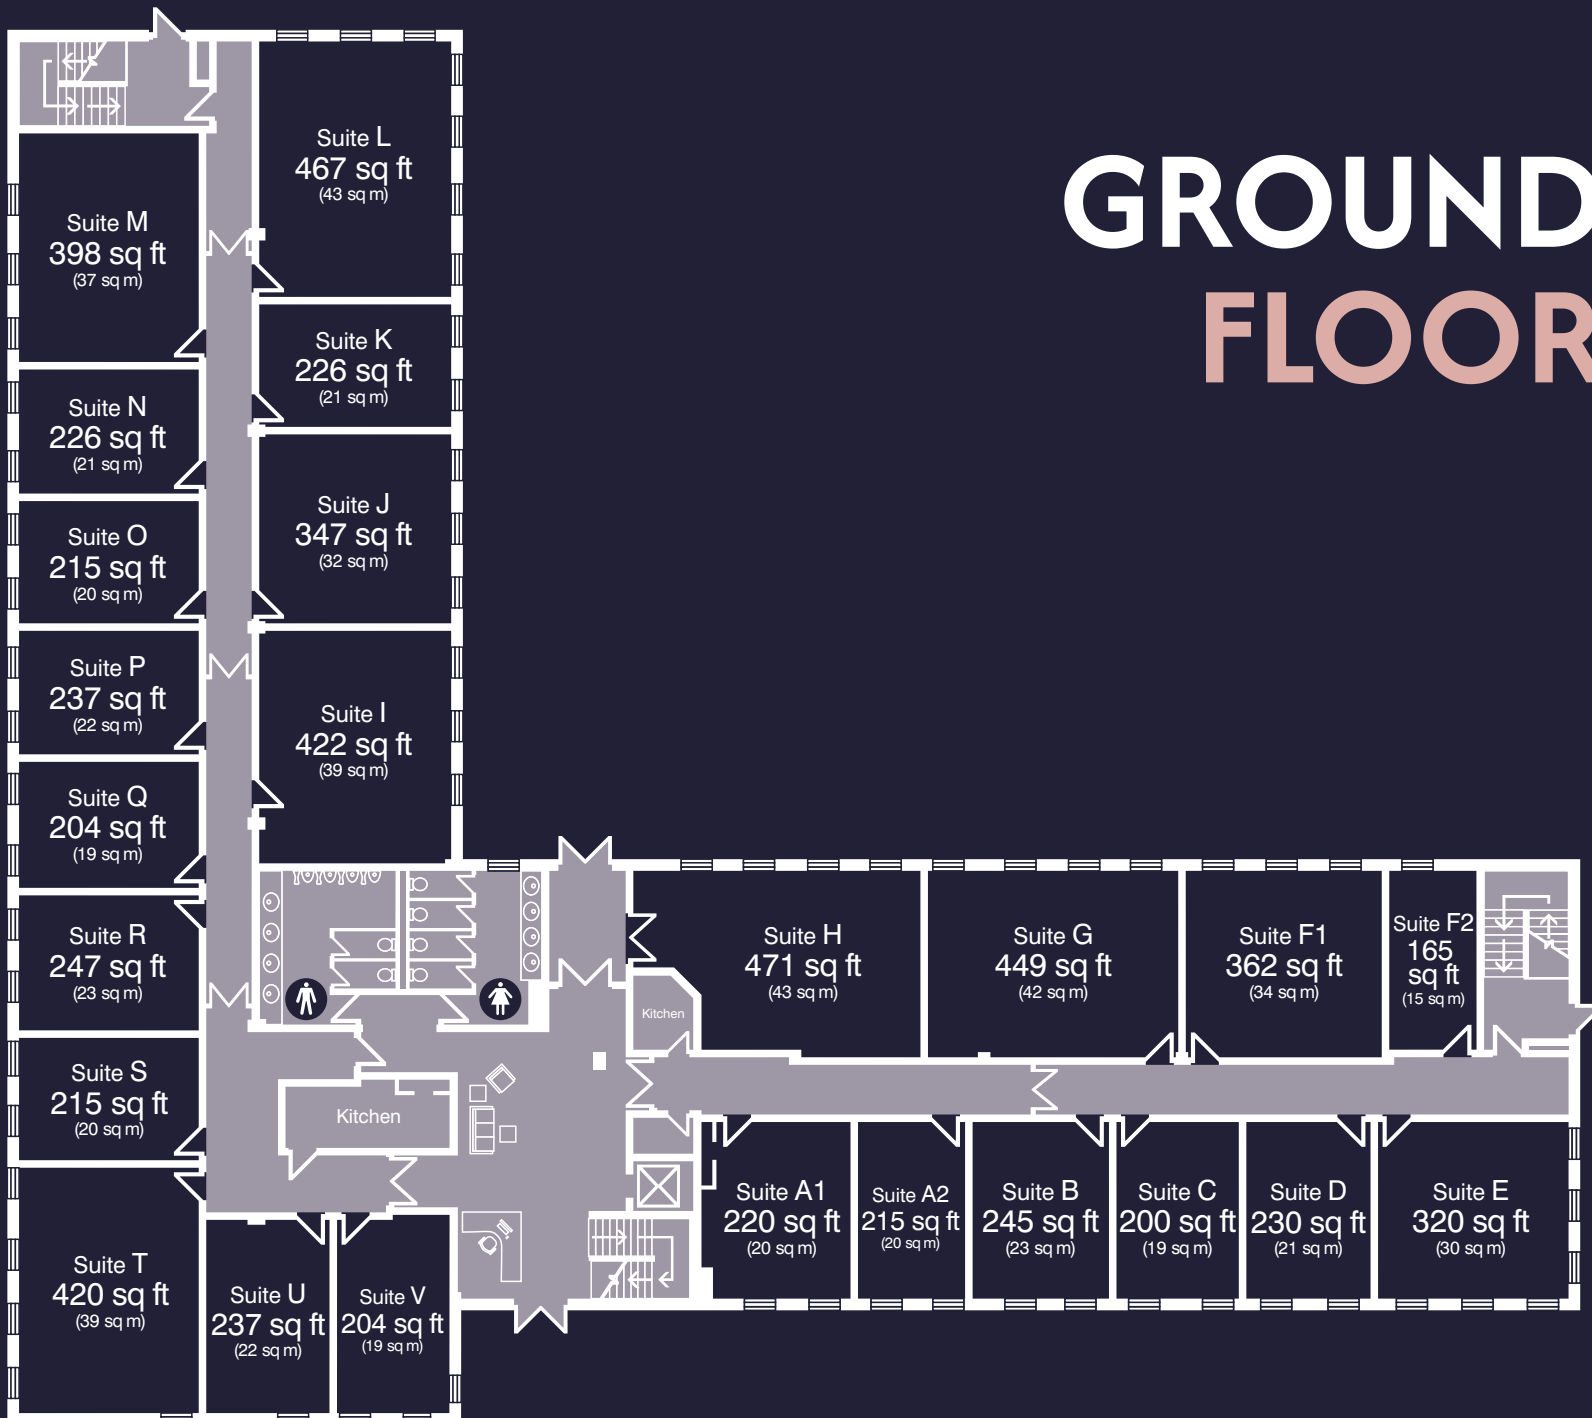 GROUND
FLOOR
Suite L
467 sq ft
(43 sq m)
Suite M
398 sq ft
(37 sq m)
Suite K
226 sq ft
(21 sq m)
Suite N
226 sq ft
(21 sq m)
Suite J
347 sq ft
(32 sq m)
Suite O
215 sq ft
(20 sq m)
Suite P
237 sq ft
(22 sq m)
Suite I
422 sq ft
(39 sq m)
Suite Q
204 sq ft
(19 sq m)
Suite R
247 sq ft
(23 sq m)
Suite H
471 sq ft
(43 sq m)
Suite G
449 sq ft
(42 sq m)
Suite F1
362 sq ft
(34 sq m)
Suite F2
165
sq ft
(15 sq m)
Kitchen
Suite S
215 sq ft
(20 sq m)
Kitchen
Suite A1
220 sq ft
(20 sq m)
Suite A2
215 sq ft
(20 sq m)
Suite B
245 sq ft
(23 sq m)
Suite C
200 sq ft
(19 sq m)
Suite D
230 sq ft
(21 sq m)
Suite E
320 sq ft
(30 sq m)
Suite T
420 sq ft
(39 sq m)
Suite U
237 sq ft
(22 sq m)
Suite V
204 sq ft
(19 sq m)